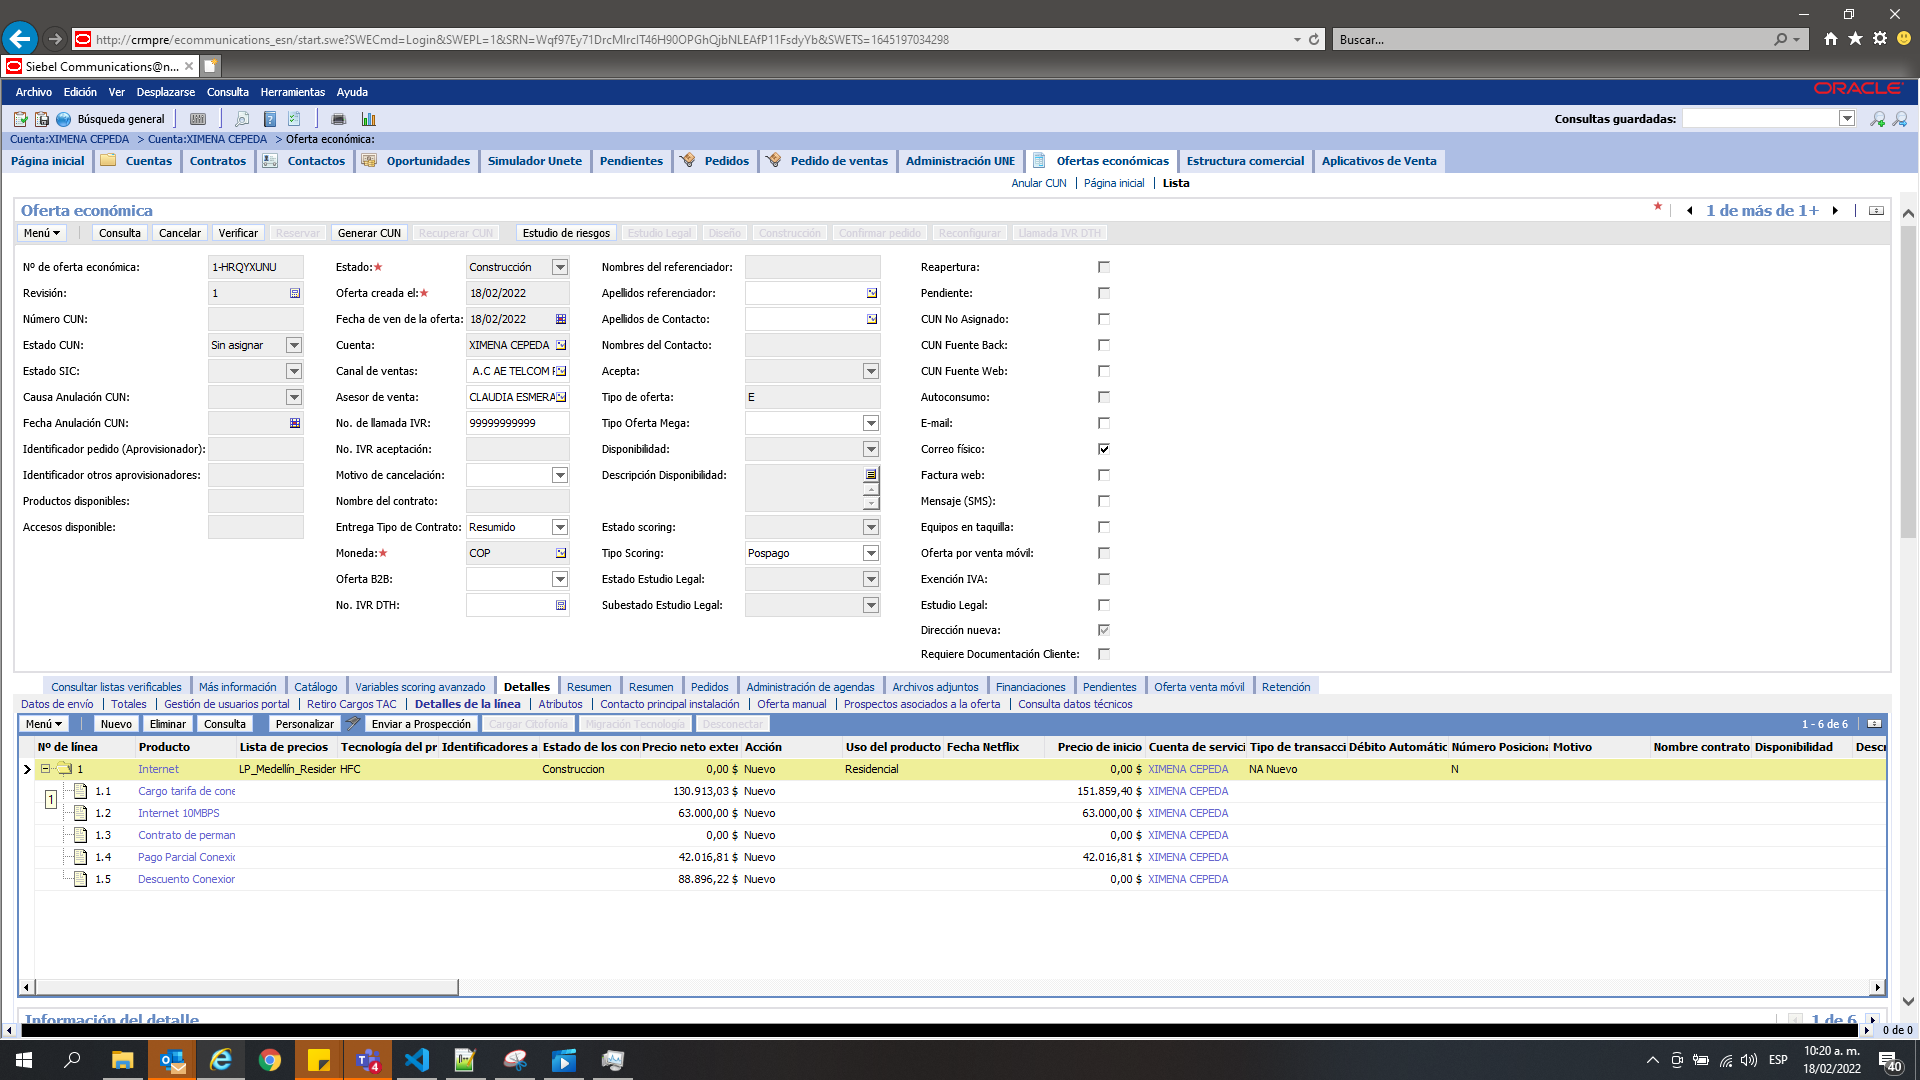 http://crmpre/ecommunications_esn/start.swe?SWECmd=Login&SWEPL=1&SRN=Wqf97Ey71DrcMIrcIT46H90OPGhQjbNLEAfP11FsdyYb&SWETS=1645197034298
Buscar...
Siebel Communications@n...
Archivo Edición Ver Desplazarse Consulta Herramientas Ayuda
ORACLE
Búsqueda general
Consultas guardadas:
Cuenta:XIMENA CEPEDA > Cuenta:XIMENA CEPEDA > Oferta económica:
Página inicial Cuentas Contratos Contactos Oportunidades Simulador Unete Pendientes Pedidos Pedido de ventas Administración UNE Ofertas económicas Estructura comercial Aplicativos de Venta
Anular CUN Página inicial Lista
Oferta económica
1 de más de 1+
Menú Consulta Cancelar Verificar Reservar Generar CUN Recuperar CUN Estudio de riesgos Estudio Legal Diseño Construcción Confirmar pedido Reconfigurar Llamada IVR DTH
Nº de oferta económica: 1-HRQYXUNU Estado: Construcción Nombres del referenciador: Reapertura:
Revisión: 1 Oferta creada el: 18/02/2022 Apellidos referenciador: Pendiente:
Número CUN: Fecha de ven de la oferta: 18/02/2022 Apellidos de Contacto: CUN No Asignado:
Estado CUN: Sin asignar Cuenta: XIMENA CEPEDA Nombres del Contacto: CUN Fuente Back:
Estado SIC: Canal de ventas: A.C AE TELCOM Acepta: CUN Fuente Web:
Causa Anulación CUN: Asesor de venta: CLAUDIA ESMERA Tipo de oferta: E Autoconsumo:
Fecha Anulación CUN: No. de llamada IVR: 99999999999 Tipo Oferta Mega: E-mail:
Identificador pedido (Aprovisionador): No. IVR aceptación: Disponibilidad: Correo físico:
Identificador otros aprovisionadores: Motivo de cancelación: Descripción Disponibilidad: Factura web:
Productos disponibles: Nombre del contrato: Mensaje (SMS):
Accesos disponible: Entrega Tipo de Contrato: Resumido Estado scoring: Equipos en taquilla:
Moneda: COP Tipo Scoring: Pospago Oferta por venta móvil:
Oferta B2B: Estado Estudio Legal: Exención IVA:
No. IVR DTH: Subestado Estudio Legal: Estudio Legal:
Dirección nueva:
Requiere Documentación Cliente:
Consultar listas verificables Más información Catálogo Variables scoring avanzado Detalles Resumen Resumen Pedidos Administración de agendas Archivos adjuntos Financiaciones Pendientes Oferta venta móvil Retención
Datos de envío Totales Gestión de usuarios portal Retiro Cargos TAC Detalles de la línea Atributos Contacto principal instalación Oferta manual Prospectos asociados a la oferta Consulta datos técnicos
Menú Nuevo Eliminar Consulta Personalizar Enviar a Prospección Cargar Citofonía Migración Tecnología Desconectar 1 - 6 de 6
Nº de línea Producto Lista de precios Tecnología del pr Identificadores a Estado de los con Precio neto exter Acción Uso del producto Fecha Netflix Precio de inicio Cuenta de servici Tipo de transacci Débito Automátic Número Posiciona Motivo Nombre contrato Disponibilidad Descr
1 Internet LP_Medellín_Resider HFC Construccion 0,00 $ Nuevo Residencial 0,00 $ XIMENA CEPEDA NA Nuevo N
1.1 Cargo tarifa de cone 130.913,03 $ Nuevo 151.859,40 $ XIMENA CEPEDA
1
1.2 Internet 10MBPS 63.000,00 $ Nuevo 63.000,00 $ XIMENA CEPEDA
1.3 Contrato de perman 0,00 $ Nuevo 0,00 $ XIMENA CEPEDA
1.4 Pago Parcial Conexi 42.016,81 $ Nuevo 42.016,81 $ XIMENA CEPEDA
1.5 Descuento Conexior 88.896,22 $ Nuevo 0,00 $ XIMENA CEPEDA
Información del detalle
1 de 6
0 de 0
4
ESP
10:20 a. m.
18/02/2022
40